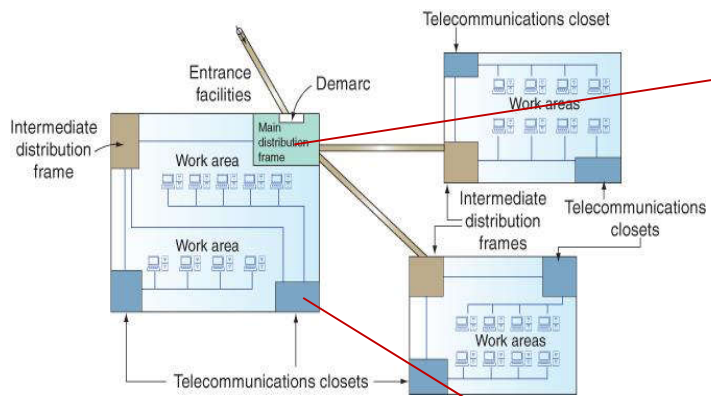 Telecommunications closet
Entrance
facilities
Demarc
Work areas
Intermediate
distribution
frame
Main
distribution
frame
Work area
Work area
Intermediate
distribution
frames
Telecommunications
closets
Work areas
Telecommunications closets